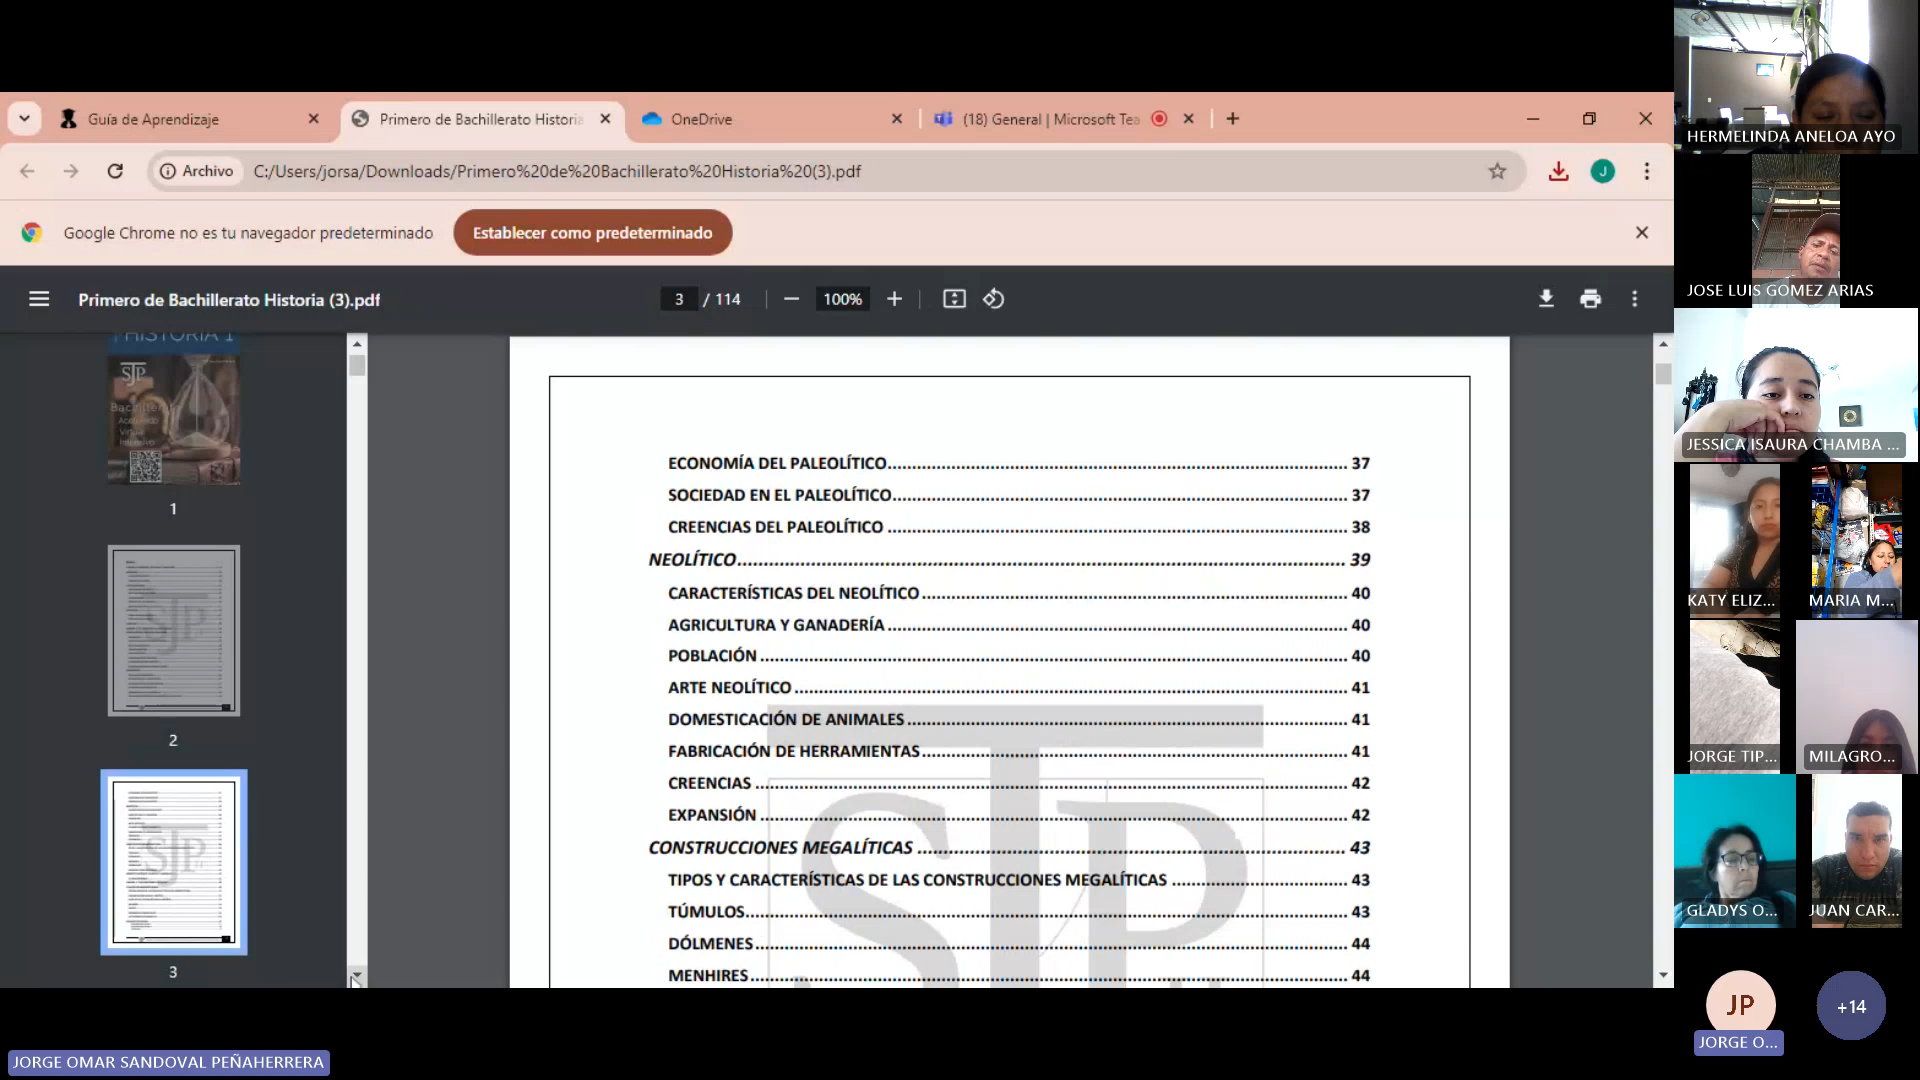 Guía de Aprendizaje
Primero de Bachillerato Historia
OneDrive
(18) General | Microsoft Tea
Archivo
C:/Users/jorsa/Downloads/Primero%20de%20Bachillerato%20Historia%20(3).pdf
J
Google Chrome no es tu navegador predeterminado
Establecer como predeterminado
Primero de Bachillerato Historia (3).pdf
3 / 114
100%
HISTORIA 1
SJP
1
2
3
ECONOMÍA DEL PALEOLÍTICO 37
SOCIEDAD EN EL PALEOLÍTICO 37
CREENCIAS DEL PALEOLÍTICO 38
NEOLÍTICO 39
CARACTERÍSTICAS DEL NEOLÍTICO 40
AGRICULTURA Y GANADERÍA 40
POBLACIÓN 40
ARTE NEOLÍTICO 41
DOMESTICACIÓN DE ANIMALES 41
FABRICACIÓN DE HERRAMIENTAS 41
CREENCIAS 42
EXPANSIÓN 42
CONSTRUCCIONES MEGALÍTICAS 43
TIPOS Y CARACTERÍSTICAS DE LAS CONSTRUCCIONES MEGALÍTICAS 43
TÚMULOS 43
DÓLMENES 44
MENHIRES 44
SJP
HERMELINDA ANELOA AYO
JOSE LUIS GOMEZ ARIAS
JESSICA ISAURA CHAMBA ...
KATY ELIZ...
MARIA M...
JORGE TIP...
MILAGRO...
GLADYS O...
JUAN CAR...
JP
+14
JORGE O...
JORGE OMAR SANDOVAL PEÑAHERRERA